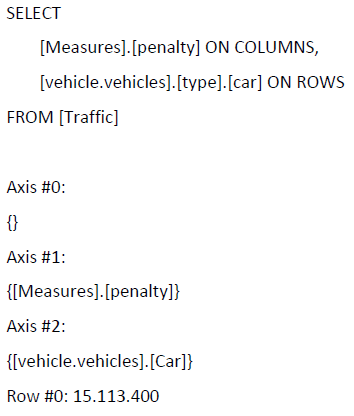 SELECT
[Measures].[penalty] ON COLUMNS,
[vehicle.vehicles].[type].[car] ON ROWS
FROM [Traffic]
Axis #0:
{}
Axis #1:
{[Measures].[penalty]}
Axis #2:
{[vehicle.vehicles].[Car]}
Row #0: 15.113.400